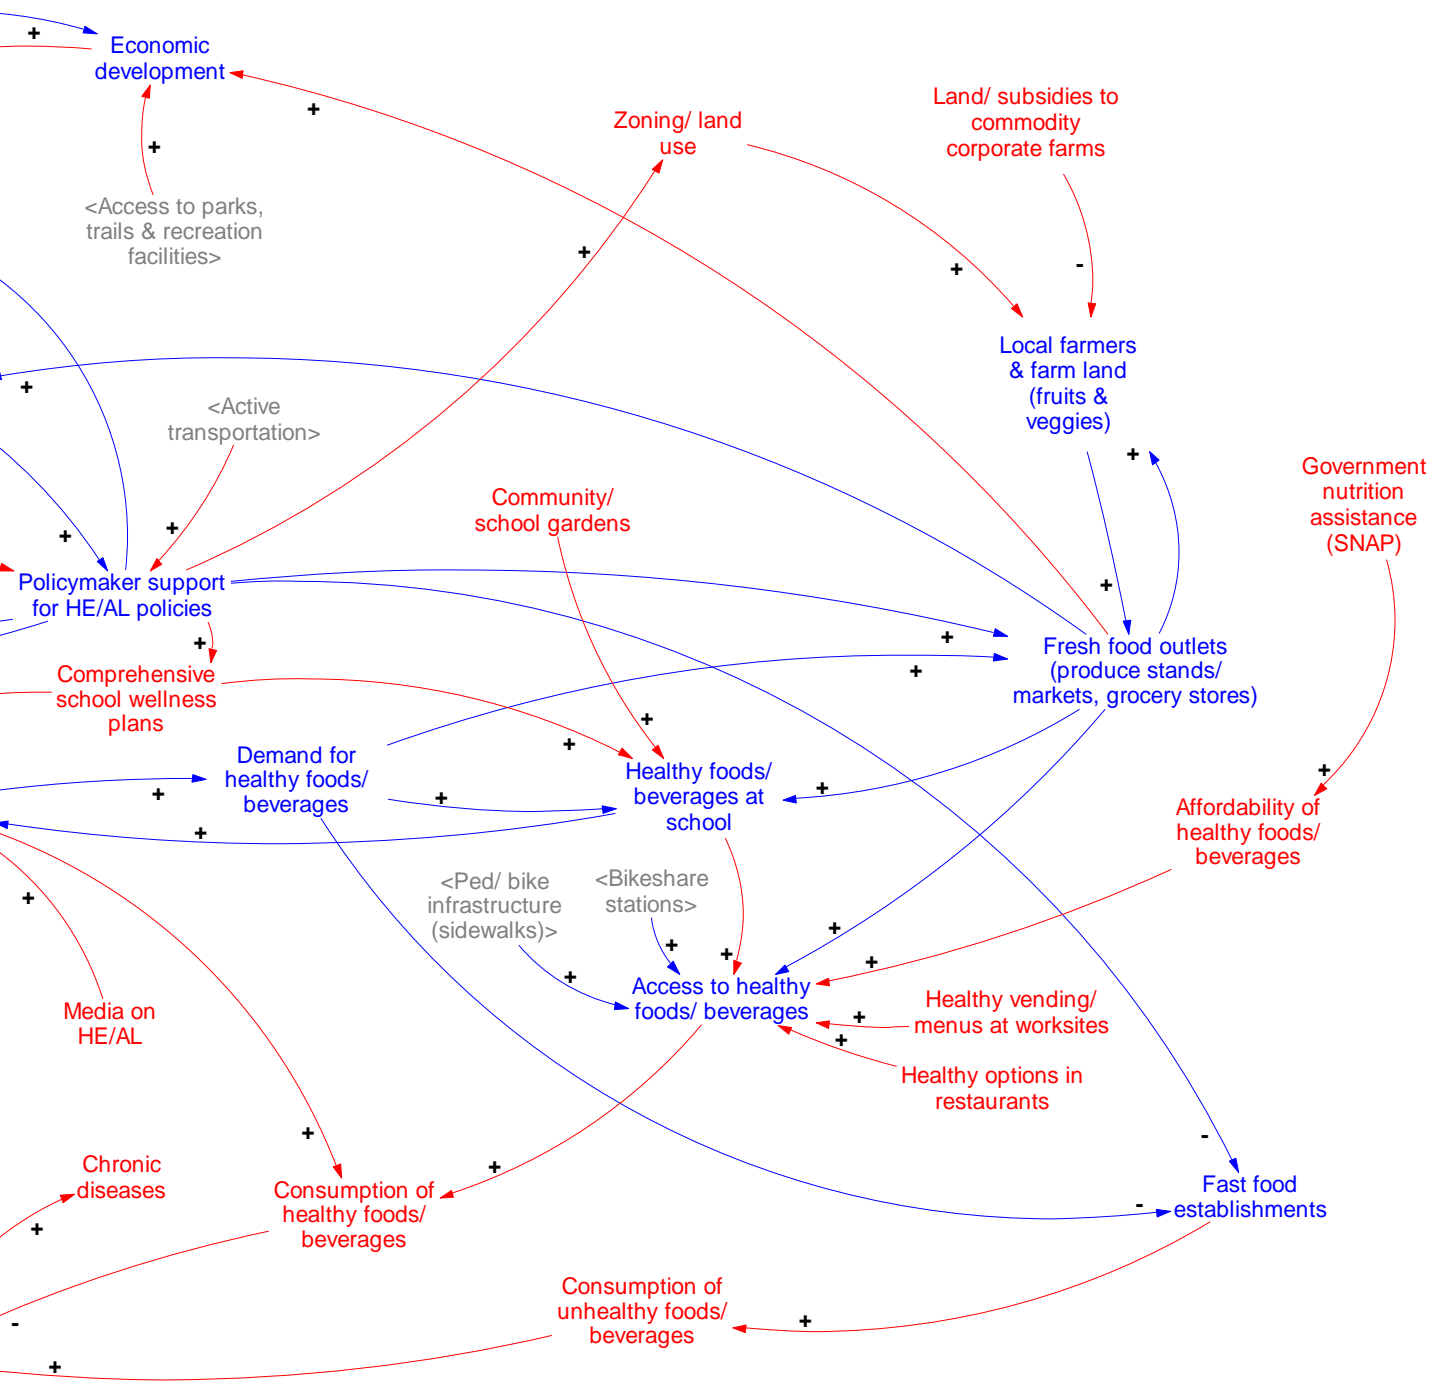 Economic
development
Land/ subsidies to
commodity
corporate farms
Zoning/ land
use
<Access to parks,
trails & recreation
facilities>
Local farmers
& farm land
(fruits &
veggies)
<Active
transportation>
Government
nutrition
assistance
(SNAP)
Community/
school gardens
Policymaker support
for HE/AL policies
Fresh food outlets
(produce stands/
markets, grocery stores)
Comprehensive
school wellness
plans
Demand for
healthy foods/
beverages
Healthy foods/
beverages at
school
Affordability of
healthy foods/
beverages
<Ped/ bike
infrastructure
(sidewalks)>
<Bikeshare
stations>
Access to healthy
foods/ beverages
Healthy vending/
menus at worksites
Media on
HE/AL
Healthy options in
restaurants
Chronic
diseases
Consumption of
healthy foods/
beverages
Fast food
establishments
Consumption of
unhealthy foods/
beverages